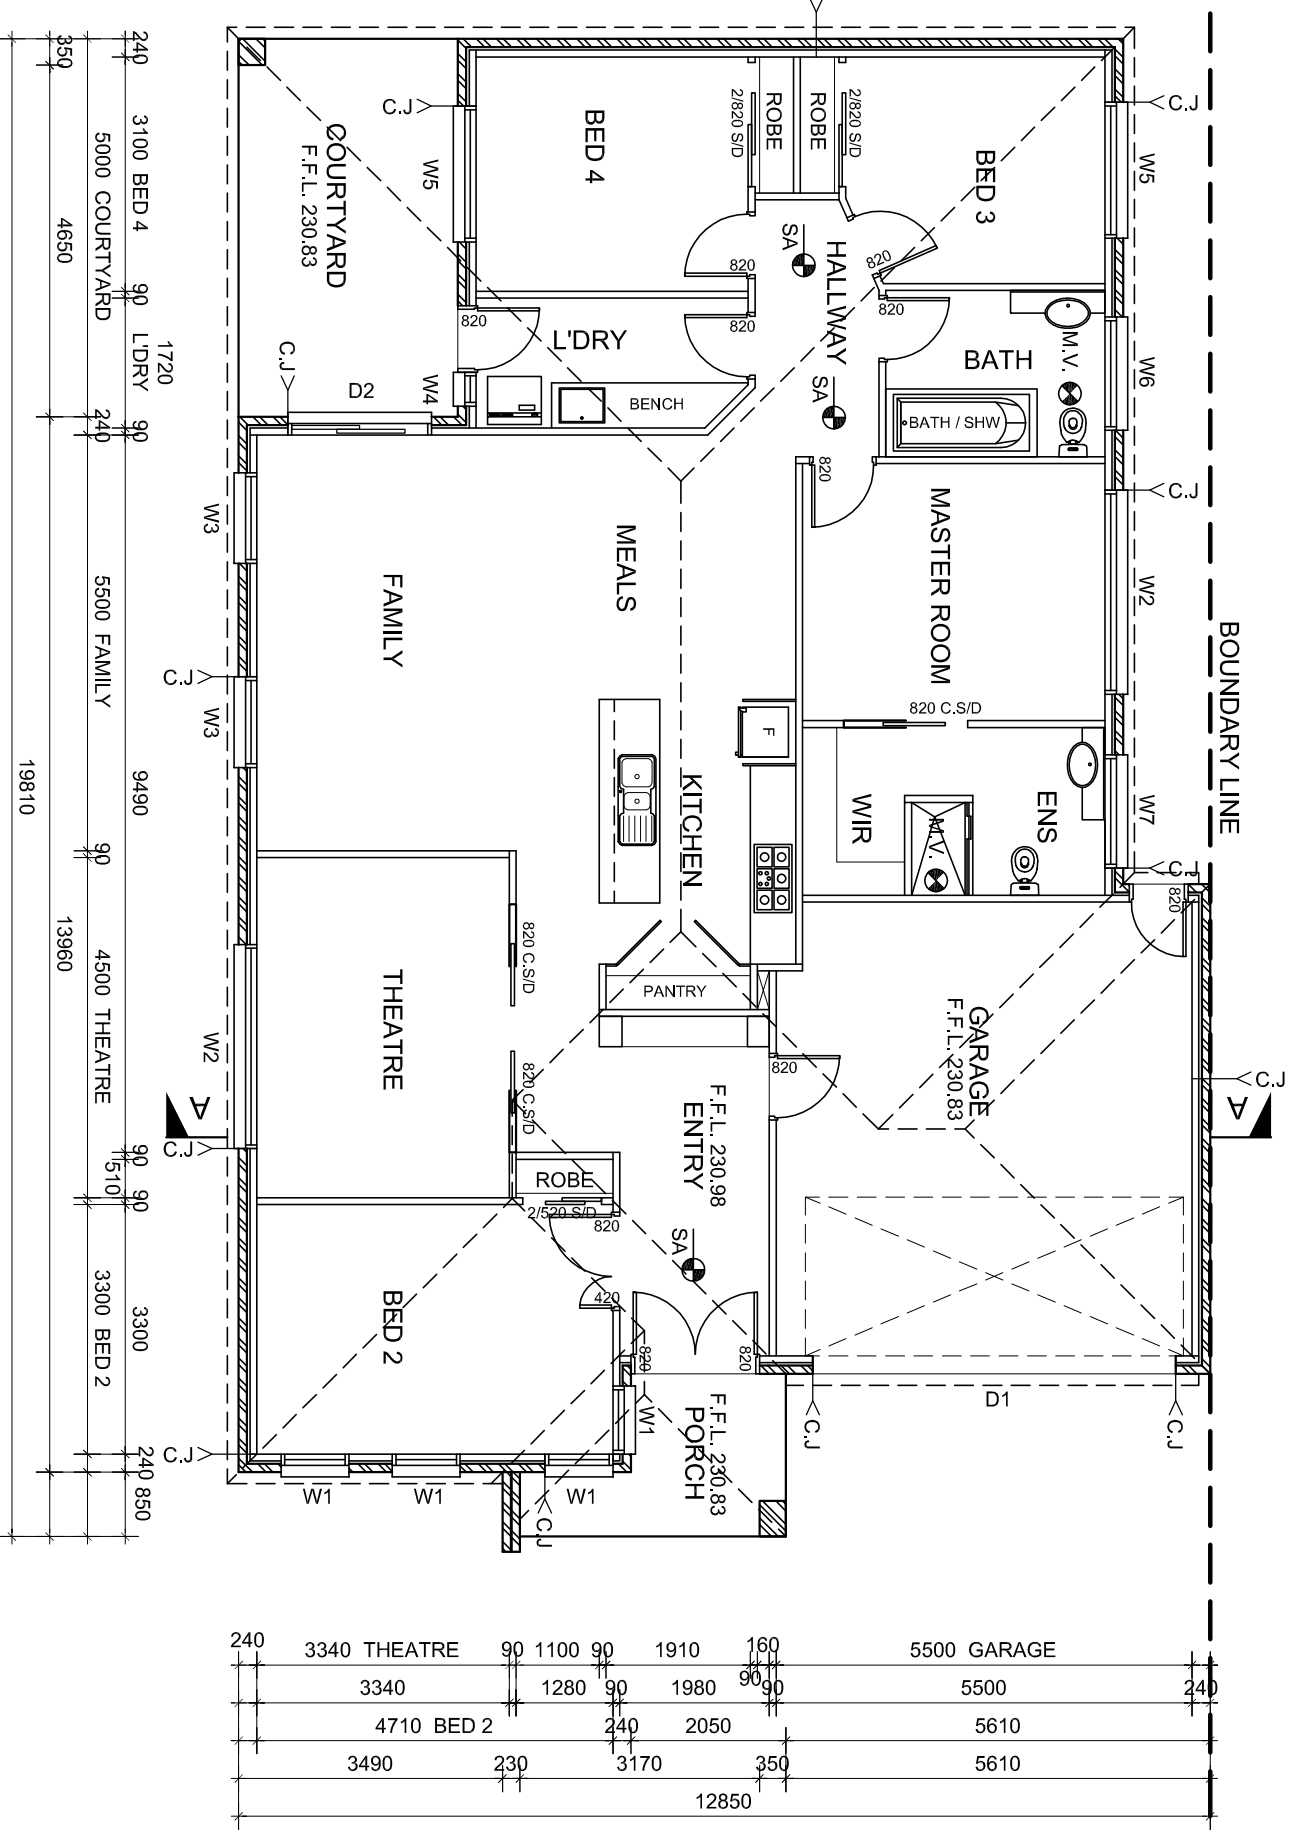 C.J
C.J
W5
W5
COURTYARD
F.F.L. 230.83
BED 4
2/820 S/D
ROBE
ROBE
2/820 S/D
BED 3
C.J
W5
BOUNDARY LINE
820
820
SA
HALLWAY
820
820
820
L'DRY
BENCH
W4
D2
C.J
SA
BATH
M.V.
W6
BATH / SHW
820
C.J
W3
FAMILY
MEALS
MASTER ROOM
W2
C.J
W3
820 C.S/D
F
KITCHEN
WIR
M.V.
ENS
W7
C.J
820
THEATRE
820 C.S/D
PANTRY
GARAGE
F.F.L. 230.83
W2
A
C.J
820 C.S/D
820
F.F.L. 230.98
ENTRY
C.J
A
ROBE
2/520 S/D
820
SA
420
BED 2
820
820
C.J
W1
W1
W1
W1
C.J
F.F.L. 230.83
PORCH
D1
C.J
C.J
240 3100 BED 4 90 1720 L'DRY 90 9490 90 510 90 3300 240 850
5000 COURTYARD 240 5500 FAMILY 90 4500 THEATRE 3300 BED 2
350 4650 13960
19810
240 3340 THEATRE 90 1100 90 1910 90 160 5500 GARAGE
3340 1280 90 1980 90 5500 240
4710 BED 2 240 2050 5610
3490 230 3170 350 5610
12850